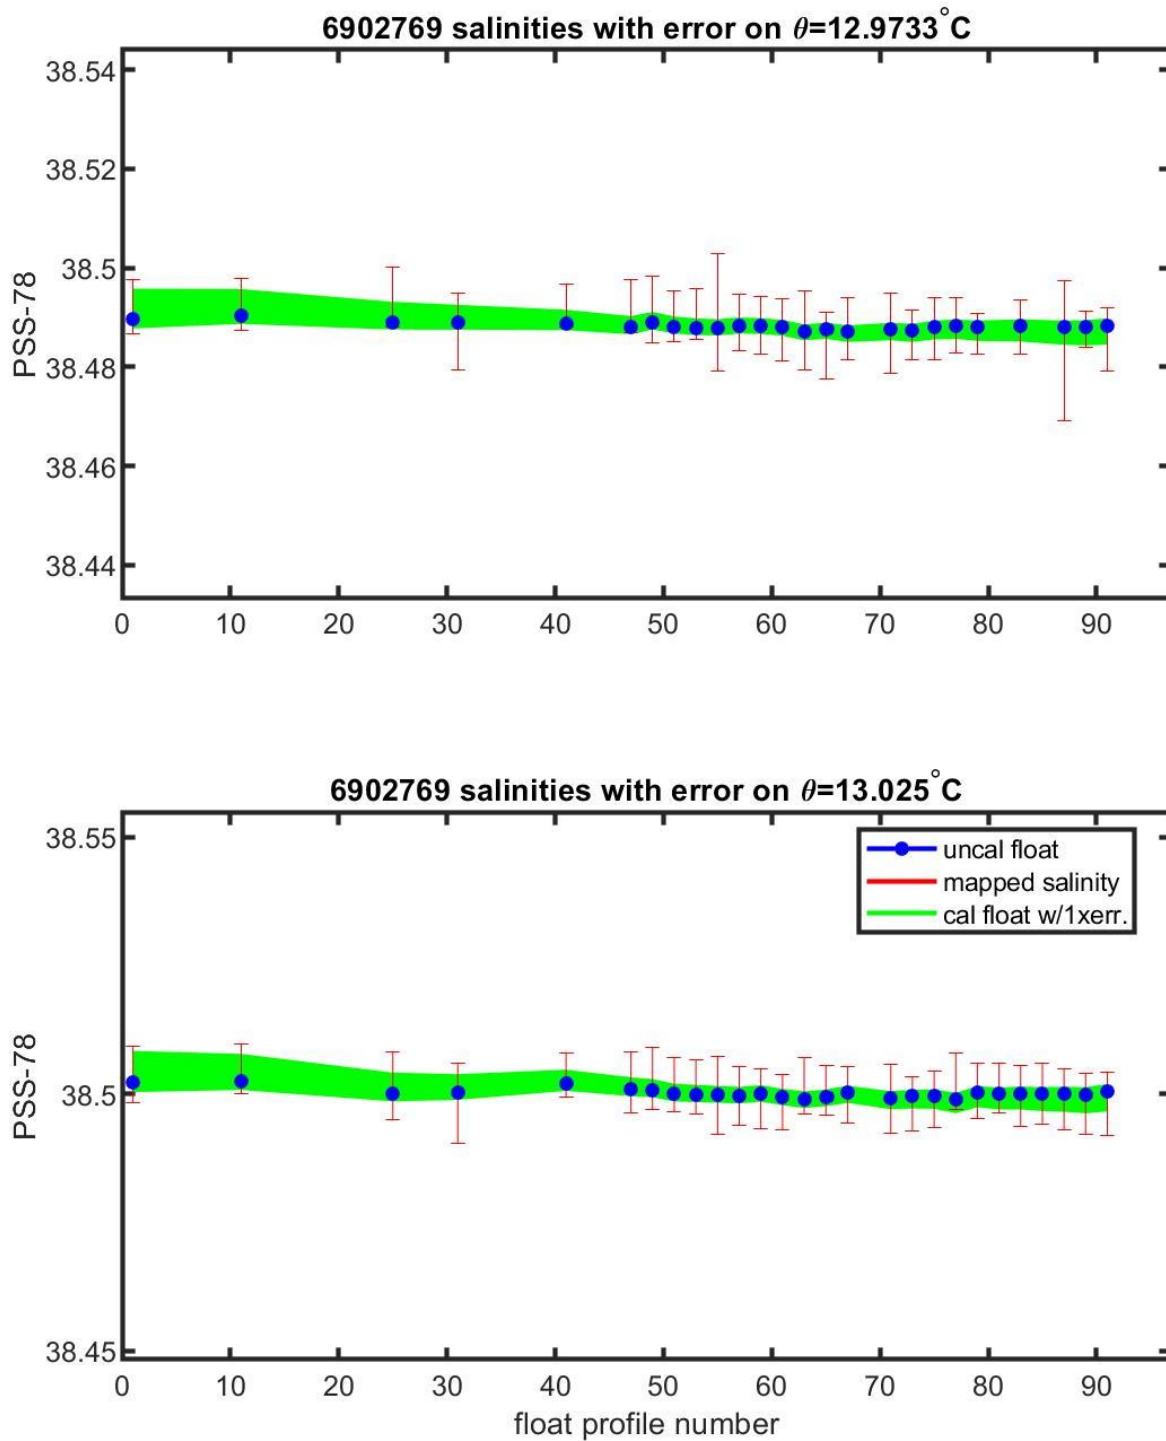 6902769 salinities with error on θ=12.9733°C
38.54
38.52
38.5
38.48
38.46
38.44
PSS-78
0 10 20 30 40 50 60 70 80 90
6902769 salinities with error on θ=13.025°C
38.55
38.5
38.45
PSS-78
uncal float
mapped salinity
cal float w/1xerr.
0 10 20 30 40 50 60 70 80 90
float profile number